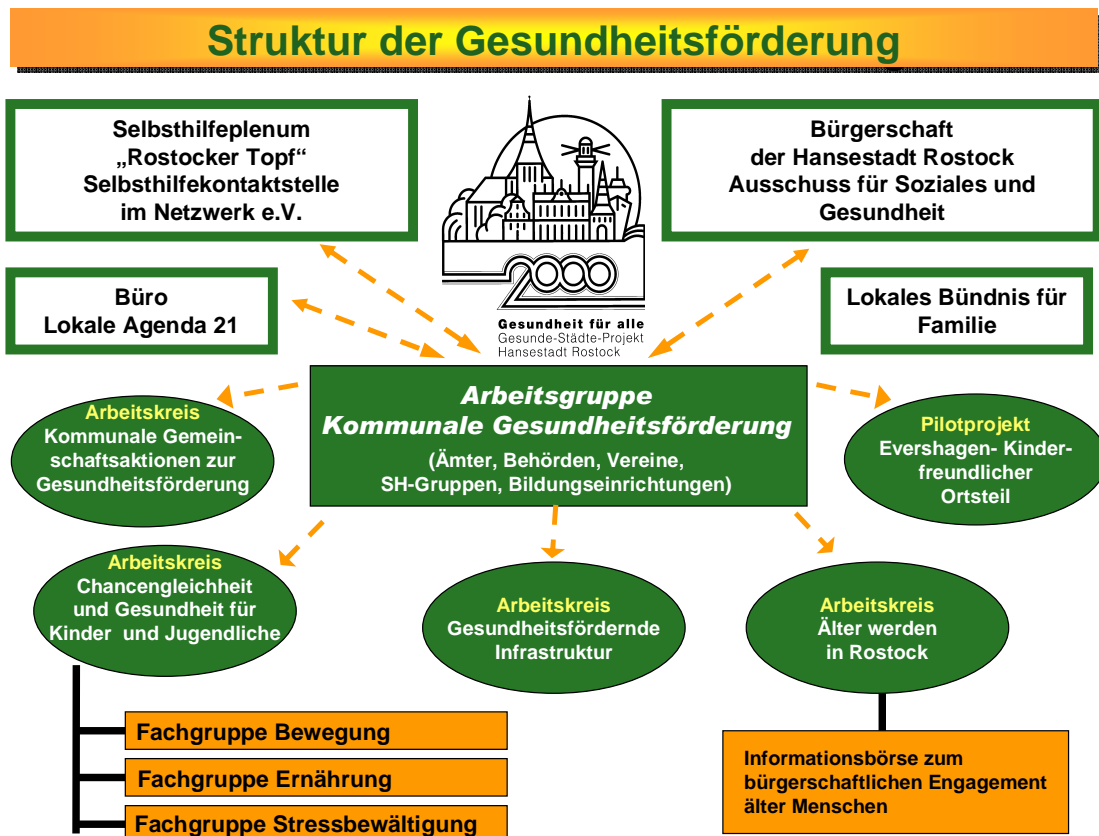 Struktur der Gesundheitsförderung
Selbsthilfeplenum
„Rostocker Topf“
Selbsthilfekontaktstelle
im Netzwerk e.V.
Bürgerschaft
der Hansestadt Rostock
Ausschuss für Soziales und
Gesundheit
2000
Gesundheit für alle
Gesunde-Städte-Projekt
Hansestadt Rostock
Büro
Lokale Agenda 21
Lokales Bündnis für
Familie
Arbeitsgruppe
Kommunale Gesundheitsförderung
(Ämter, Behörden, Vereine,
SH-Gruppen, Bildungseinrichtungen)
Arbeitskreis
Kommunale Gemein-
schaftsaktionen zur
Gesundheitsförderung
Pilotprojekt
Evershagen- Kinder-
freundlicher
Ortsteil
Arbeitskreis
Chancengleichheit
und Gesundheit für
Kinder und Jugendliche
Arbeitskreis
Gesundheitsfördernde
Infrastruktur
Arbeitskreis
Älter werden
in Rostock
Fachgruppe Bewegung
Fachgruppe Ernährung
Fachgruppe Stressbewältigung
Informationsbörse zum
bürgerschaftlichen Engagement
älter Menschen